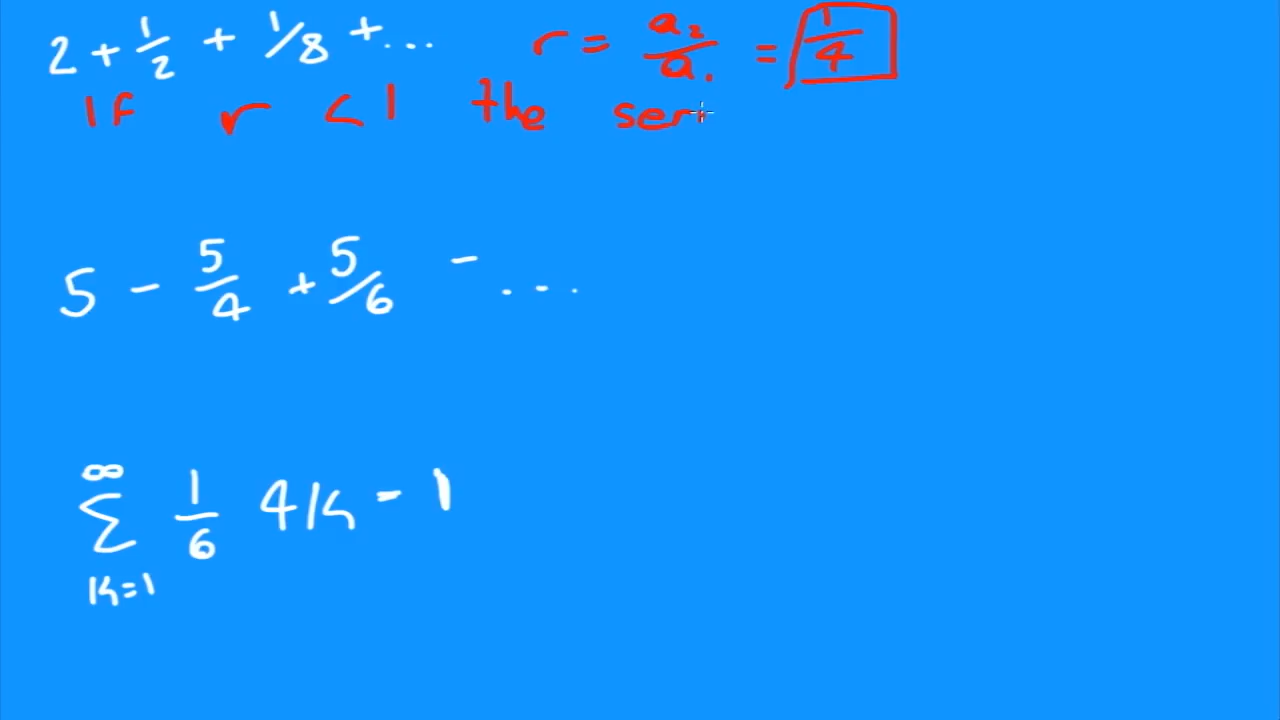 2 + 1/2 + 1/8 + ... r = a₂/a₁ = 1/4
If r < 1 the seri
5 - 5/4 + 5/6 - ...
∞
∑ 1/6 4k - 1
k=1